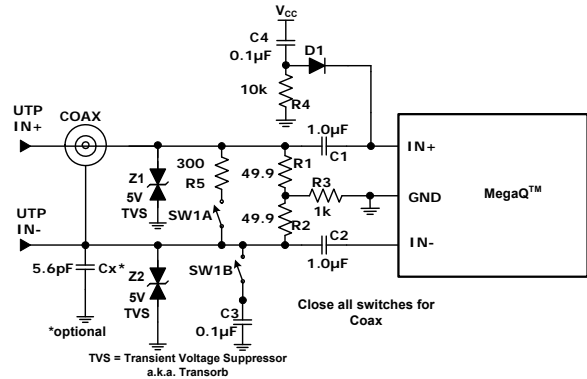 VCC
C4
0.1µF
D1
10k
R4
UTP
IN+
COAX
1.0µF
C1
IN+
300
R5
49.9
R1
Z1
5V
TVS
R3
1k
GND
MegaQ™
SW1A
49.9
R2
UTP
IN-
C2
1.0µF
IN-
5.6pF
Cx*
Z2
5V
TVS
SW1B
C3
0.1µF
Close all switches for
Coax
*optional
TVS = Transient Voltage Suppressor
a.k.a. Transorb